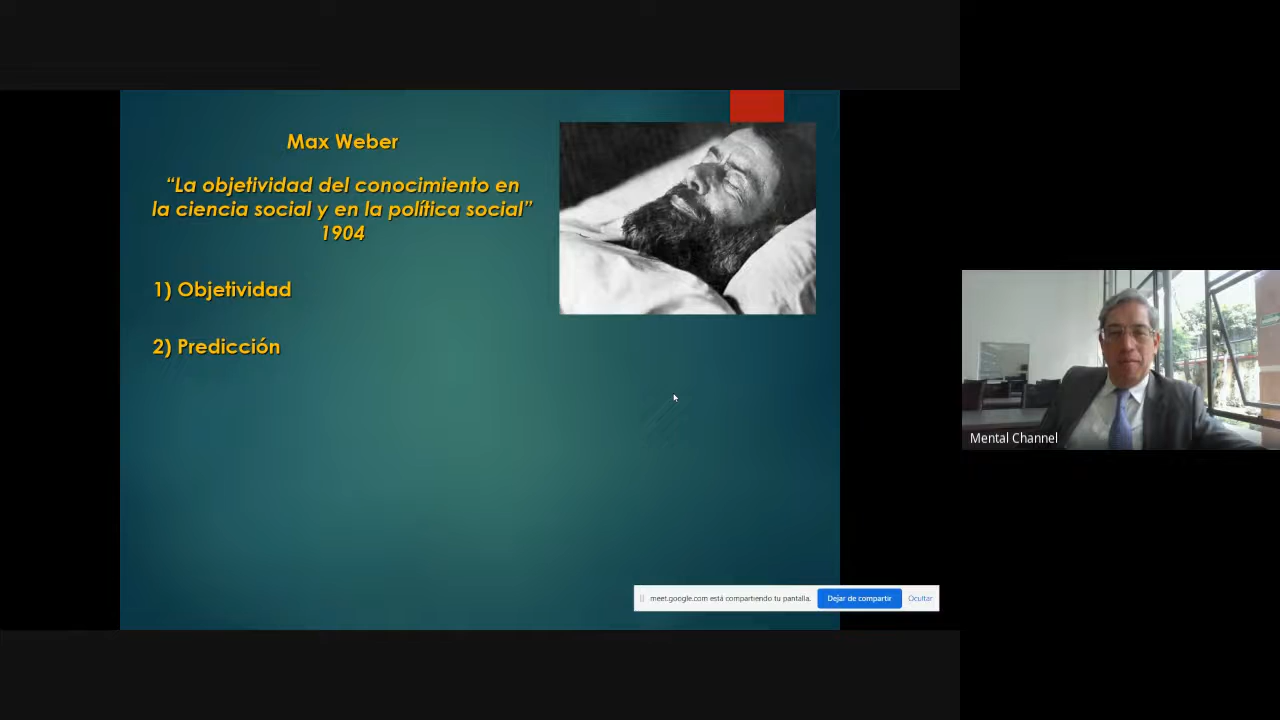 Max Weber
“La objetividad del conocimiento en
la ciencia social y en la política social”
1904
1) Objetividad
2) Predicción
Mental Channel
meet.google.com está compartiendo tu pantalla.
Dejar de compartir
Ocultar